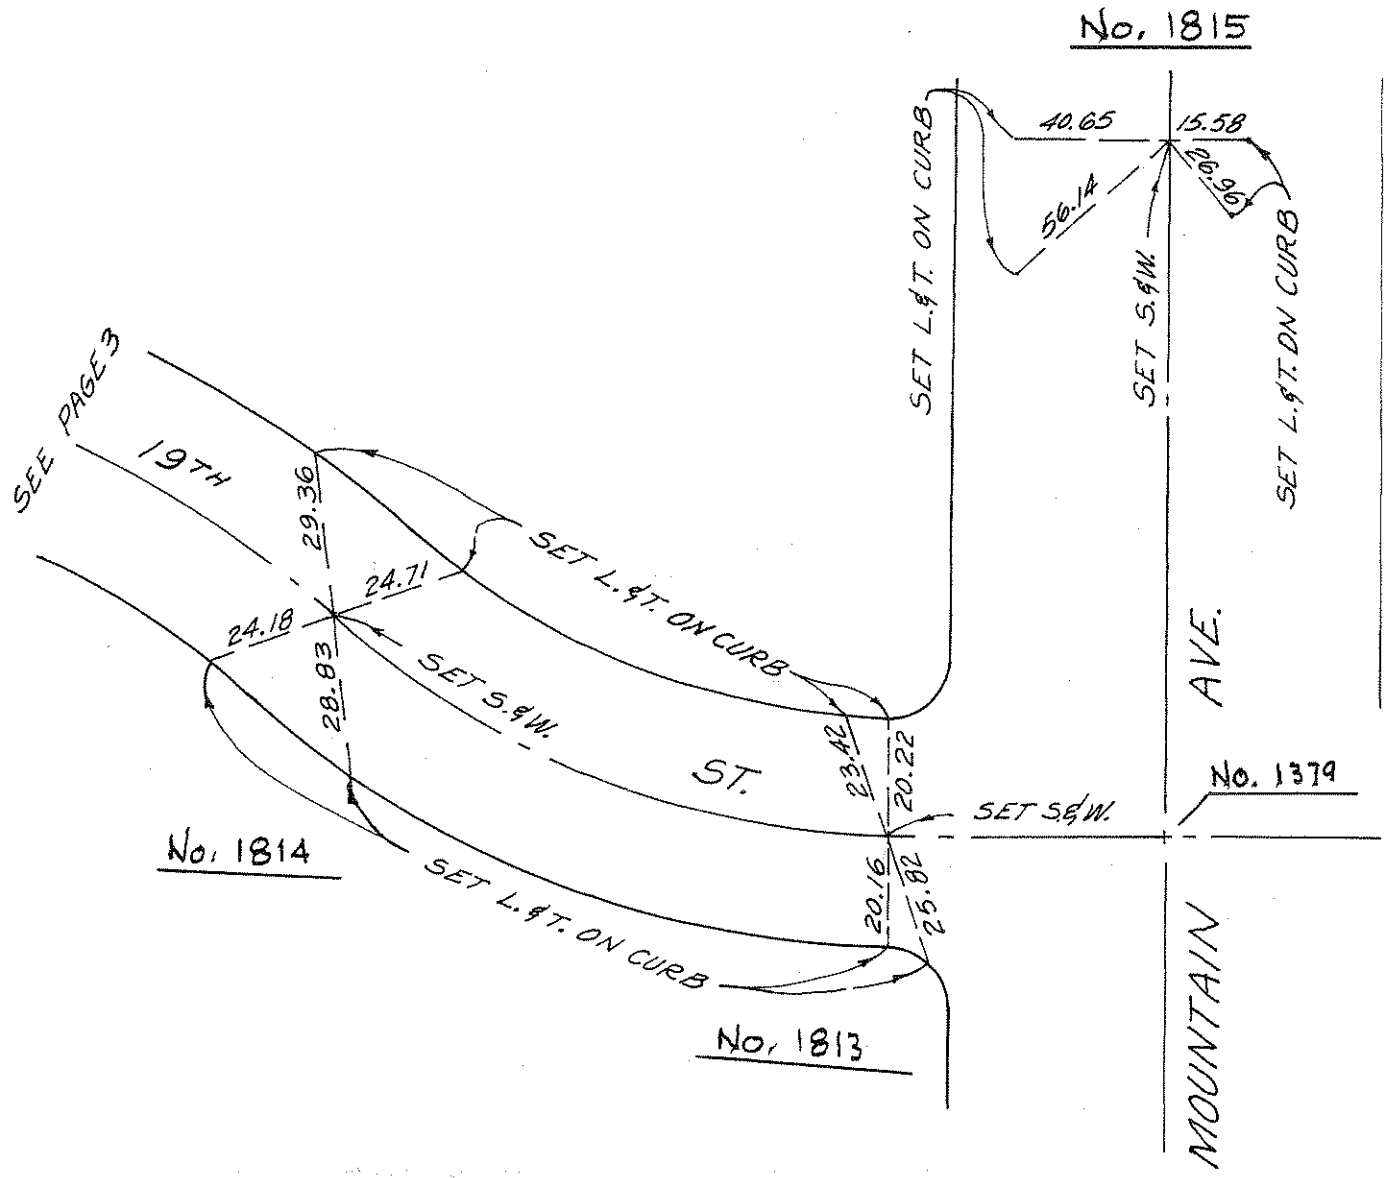 No. 1815
40.65
15.58
26.96
56.14
SET L.&T. ON CURB
SET S.&W.
SET L.&T. ON CURB
SEE PAGE 3
19TH
29.36
24.71
24.18
28.83
SET L.&T. ON CURB
SET S.&W.
ST.
23.42
20.22
AVE.
No. 1379
SET S&W.
No. 1814
SET L.&T. ON CURB
20.16
25.82
No. 1813
MOUNTAIN